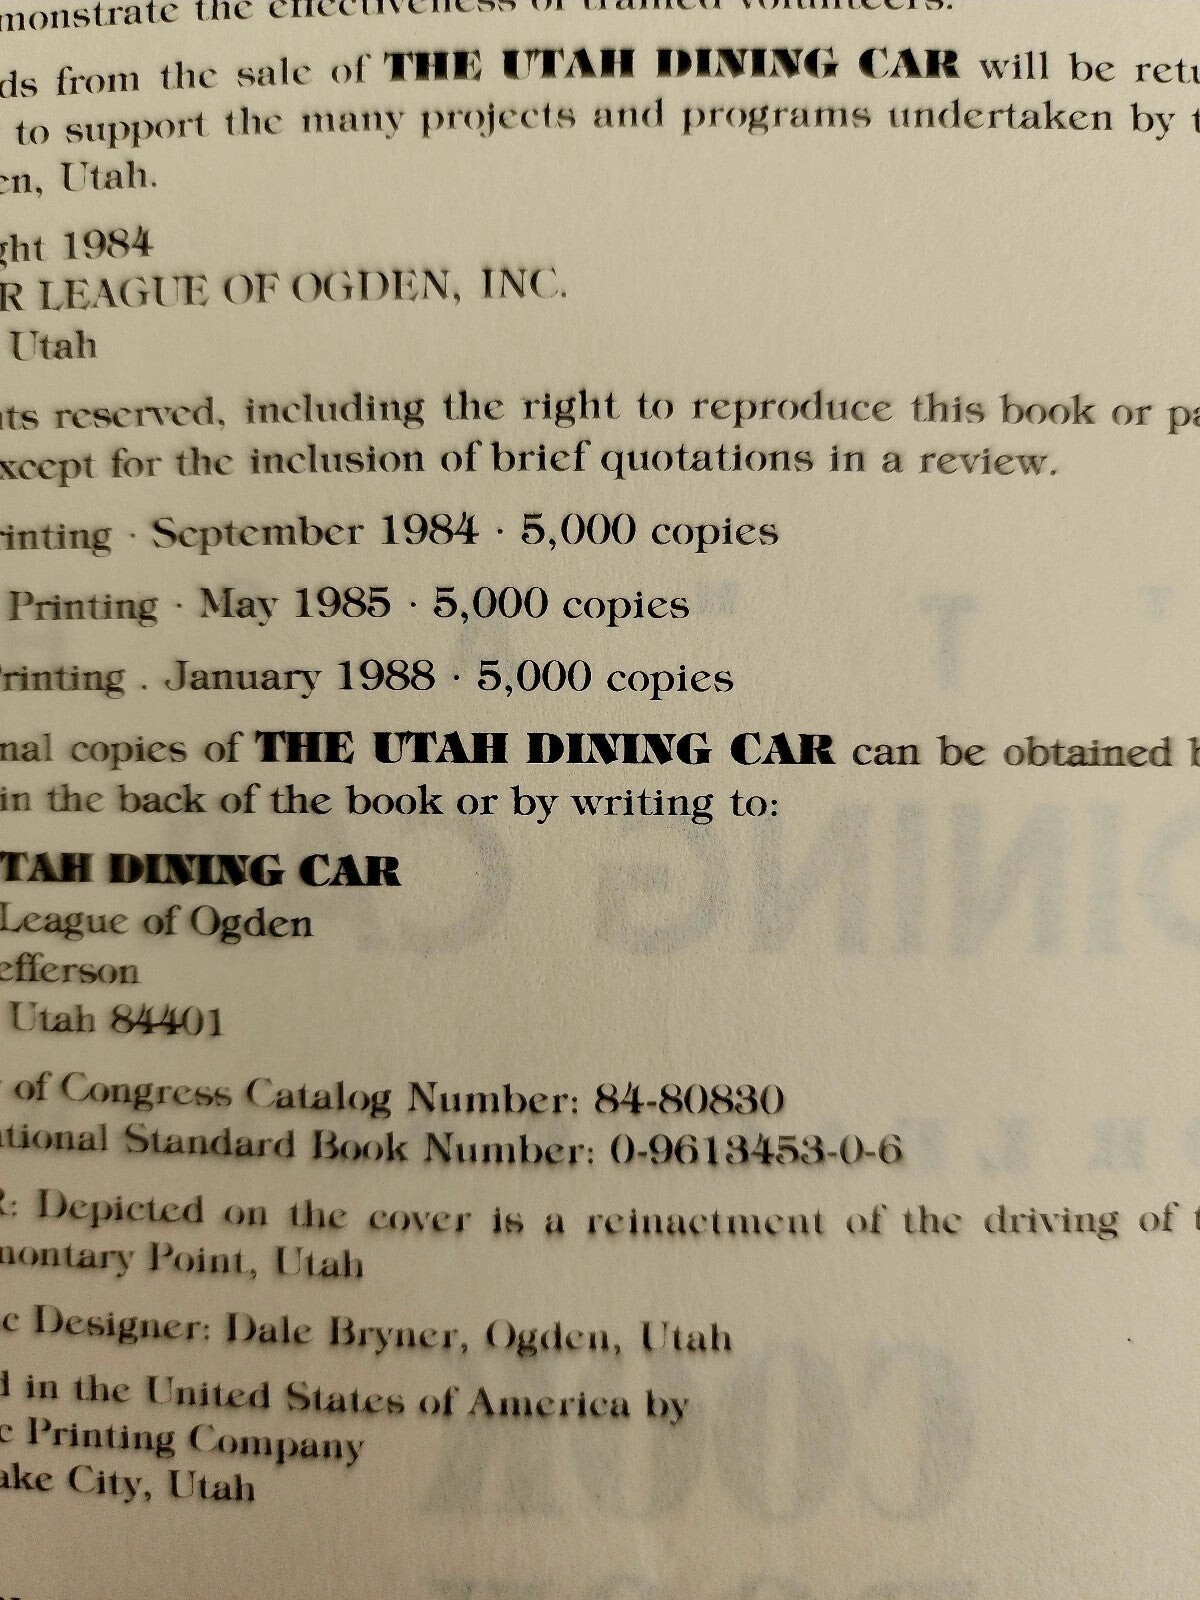 monstrate the effectiveness of trained volunteers.
ds from the sale of THE UTAH DINING CAR will be retu
to support the many projects and programs undertaken by t
en, Utah.
ght 1984
R LEAGUE OF OGDEN, INC.
Utah
nts reserved, including the right to reproduce this book or pa
xcept for the inclusion of brief quotations in a review.
rinting · September 1984 · 5,000 copies
Printing · May 1985 · 5,000 copies
rinting . January 1988 · 5,000 copies
nal copies of THE UTAH DINING CAR can be obtained b
in the back of the book or by writing to:
TAH DINING CAR
League of Ogden
efferson
Utah 84401
of Congress Catalog Number: 84-80830
ational Standard Book Number: 0-9613453-0-6
R: Depicted on the cover is a reinactment of the driving of t
montary Point, Utah
c Designer: Dale Bryner, Ogden, Utah
d in the United States of America by
c Printing Company
ake City, Utah